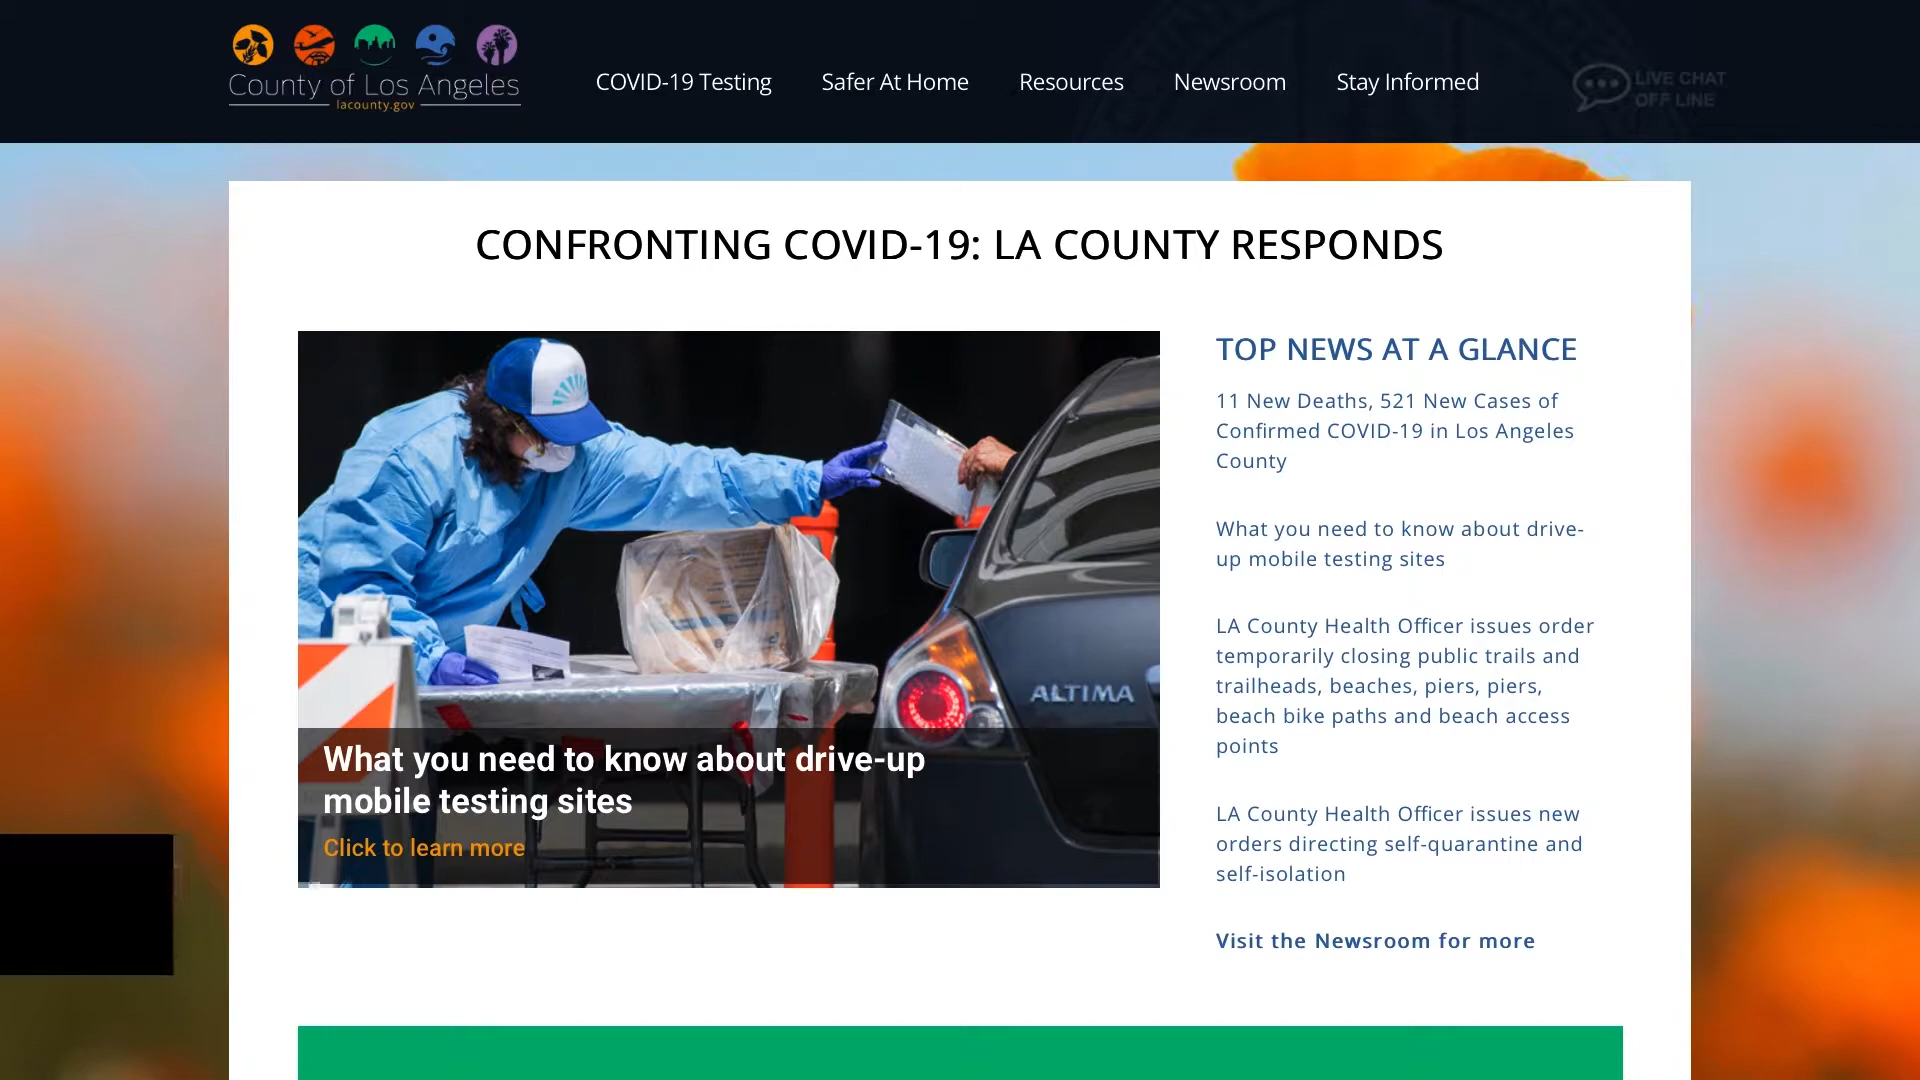 County of Los Angeles
lacounty.gov
COVID-19 Testing
Safer At Home
Resources
Newsroom
Stay Informed
LIVE CHAT
OFF LINE
CONFRONTING COVID-19: LA COUNTY RESPONDS
ALTIMA
What you need to know about drive-up
mobile testing sites
Click to learn more
TOP NEWS AT A GLANCE
11 New Deaths, 521 New Cases of
Confirmed COVID-19 in Los Angeles
County
What you need to know about drive-
up mobile testing sites
LA County Health Officer issues order
temporarily closing public trails and
trailheads, beaches, piers, piers,
beach bike paths and beach access
points
LA County Health Officer issues new
orders directing self-quarantine and
self-isolation
Visit the Newsroom for more